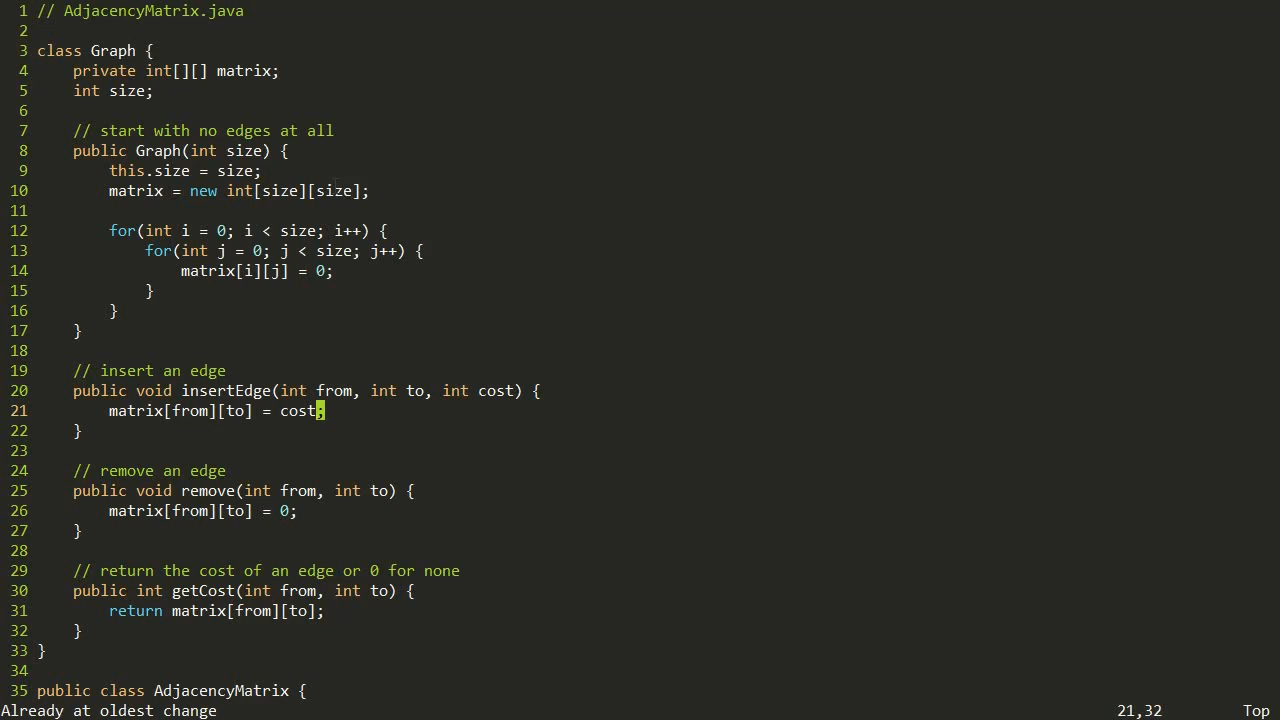 1 // AdjacencyMatrix.java
2
3 class Graph {
4     private int[][] matrix;
5     int size;
6
7     // start with no edges at all
8     public Graph(int size) {
9         this.size = size;
10         matrix = new int[size][size];
11
12         for(int i = 0; i < size; i++) {
13             for(int j = 0; j < size; j++) {
14                 matrix[i][j] = 0;
15             }
16         }
17     }
18
19     // insert an edge
20     public void insertEdge(int from, int to, int cost) {
21         matrix[from][to] = cost;
22     }
23
24     // remove an edge
25     public void remove(int from, int to) {
26         matrix[from][to] = 0;
27     }
28
29     // return the cost of an edge or 0 for none
30     public int getCost(int from, int to) {
31         return matrix[from][to];
32     }
33 }
34
35 public class AdjacencyMatrix {
Already at oldest change 21,32 Top